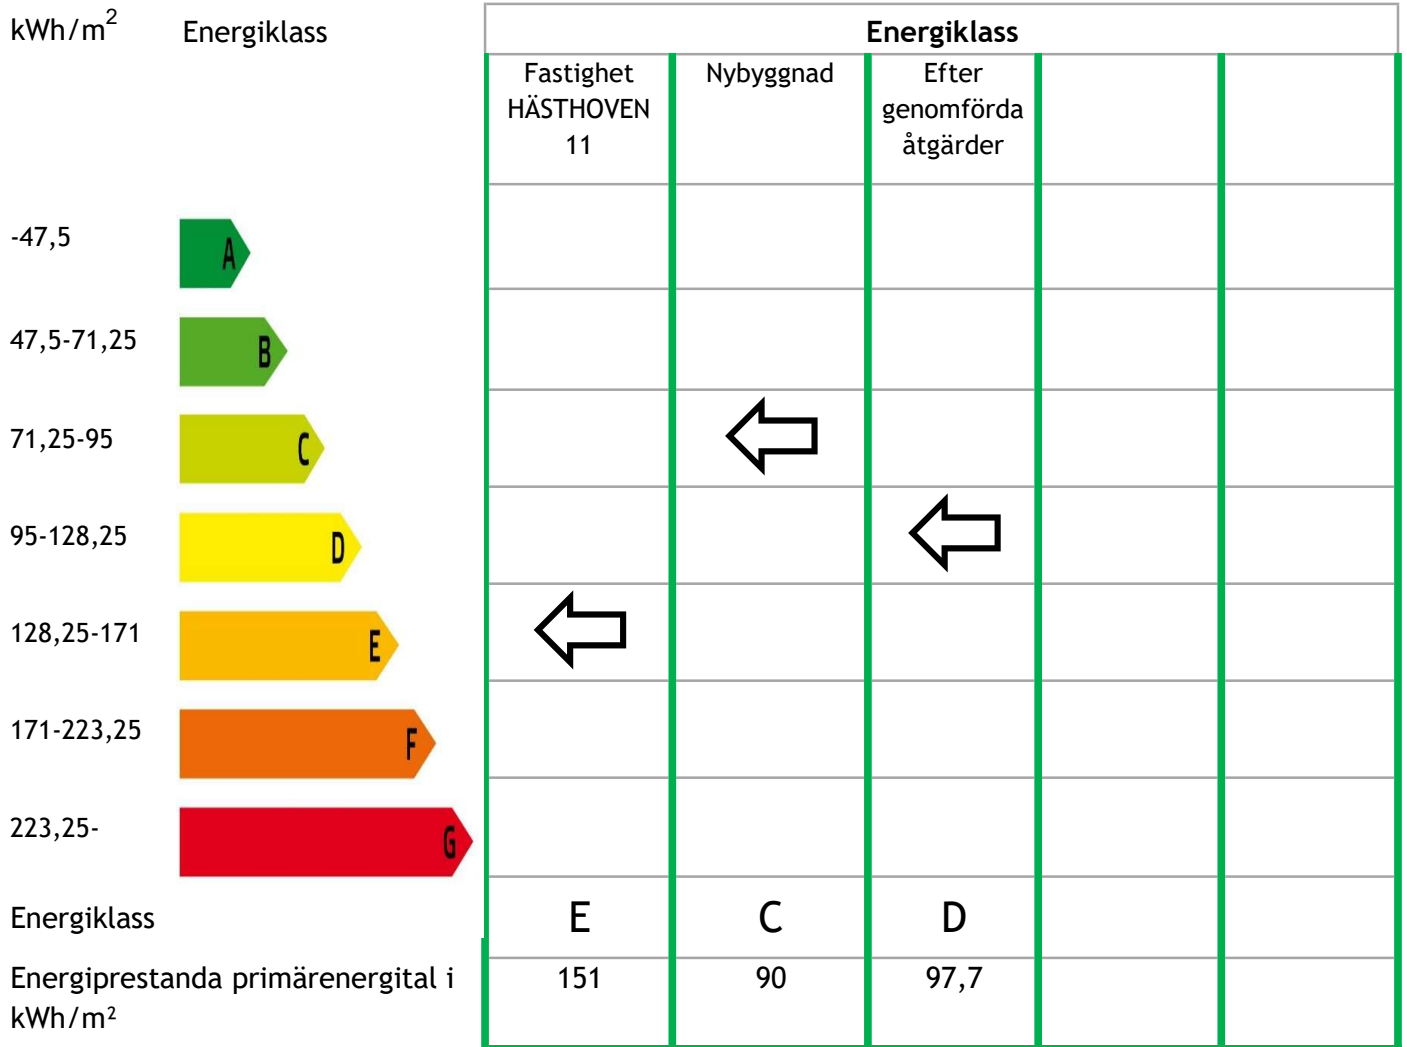 kWh/m² Energiklass Energiklass
Fastighet Nybyggnad Efter
HÄSTHOVEN genomförda
11 åtgärder
-47,5 A
47,5-71,25 B
71,25-95 C
95-128,25 D
128,25-171 E
171-223,25 F
223,25- G
Energiklass E C D
Energiprestanda primärenergital i 151 90 97,7
kWh/m²